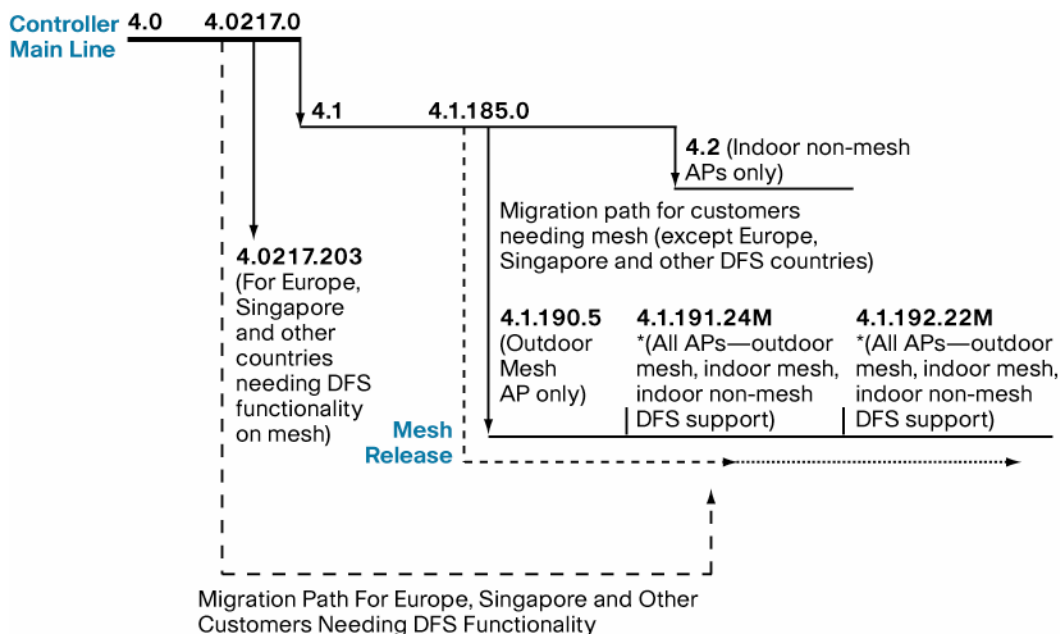 Controller
Main Line
4.0
4.0217.0
4.1
4.1.185.0
4.2 (Indoor non-mesh
APs only)
Migration path for customers
needing mesh (except Europe,
Singapore and other DFS countries)
4.0217.203
(For Europe,
Singapore
and other
countries
needing DFS
functionality
on mesh)
4.1.190.5
(Outdoor
Mesh
AP only)
4.1.191.24M
*(All APs—outdoor
mesh, indoor mesh,
indoor non-mesh
DFS support)
4.1.192.22M
*(All APs—outdoor
mesh, indoor mesh,
indoor non-mesh
DFS support)
Mesh
Release
Migration Path For Europe, Singapore and Other
Customers Needing DFS Functionality